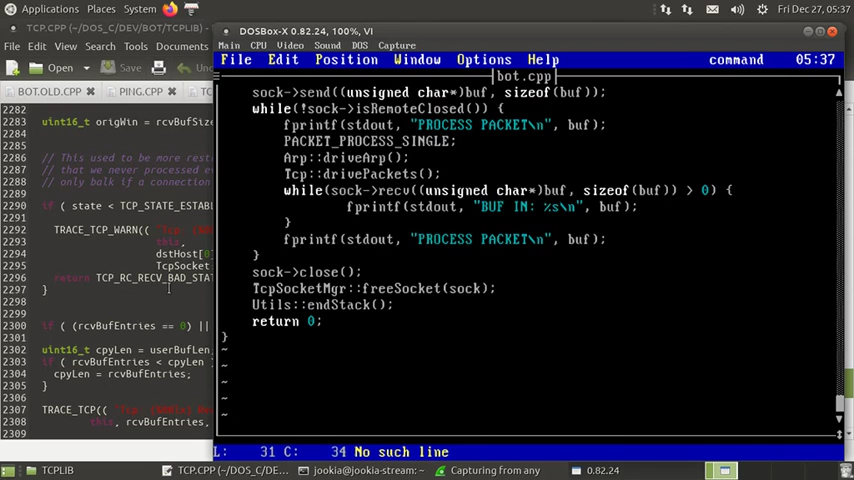 Applications Places System
DOSBox-X 0.82.24, 100%, VI
Fri Dec 27, 05:37
TCP.CPP (~/DOS_C/DEV/BOT/TCPLIB)
Main CPU Video Sound DOS Capture
File Edit View Search Tools Documents
File Edit Position Window Options Help command 05:37
Open Save Un
bot.cpp
BOT.OLD.CPP PING.CPP TC
2282
2283 uint16_t origWin = rcvBufSize
2285
2286 // This used to be more rest
2287 // that we never processed e
2288 // only balk if a connection
2289
2290 if ( state < TCP_STATE_ESTAB
2291
2292 TRACE_TCP_WARN((
2293 this,
2294 dstHost[0]
2295 TcpSocket
2296 return TCP_RC_RECV_BAD_STAT
2297 }
2300 if ( (rcvBufEntries == 0) ||
2302 uint16_t cpyLen = userBufLen
2303 if ( rcvBufEntries < cpyLen
2304 cpyLen = rcvBufEntries;
2305 }
2307 TRACE_TCP((
2308 this, rcvBufEntries,
2309
sock->send((unsigned char*)buf, sizeof(buf));
while(!sock->isRemoteClosed()) {
fprintf(stdout, "PROCESS PACKET\n", buf);
PACKET_PROCESS_SINGLE;
Arp::driveArp();
Tcp::drivePackets();
while(sock->recv((unsigned char*)buf, sizeof(buf)) > 0) {
fprintf(stdout, "BUF IN: %s\n", buf);
}
fprintf(stdout, "PROCESS PACKET\n", buf);
}
sock->close();
TcpSocketMgr::freeSocket(sock);
Utils::endStack();
return 0;
}
~
~
~
~
~
L: 31 C: 34 No such line
TCPLIB TCP.CPP (~/DOS_C/DE... jookia@jookia-stream: ~ Capturing from any 0.82.24